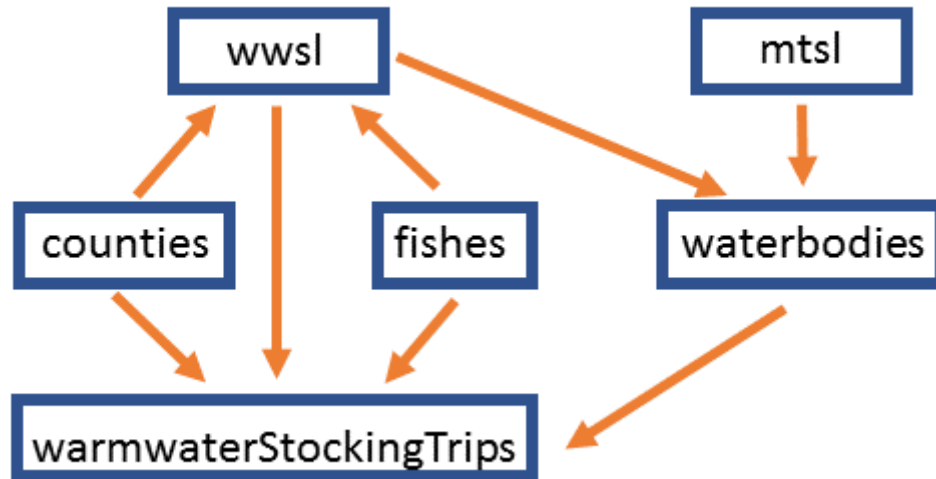 wwsl
mtsl
counties
fishes
waterbodies
warmwaterStockingTrips